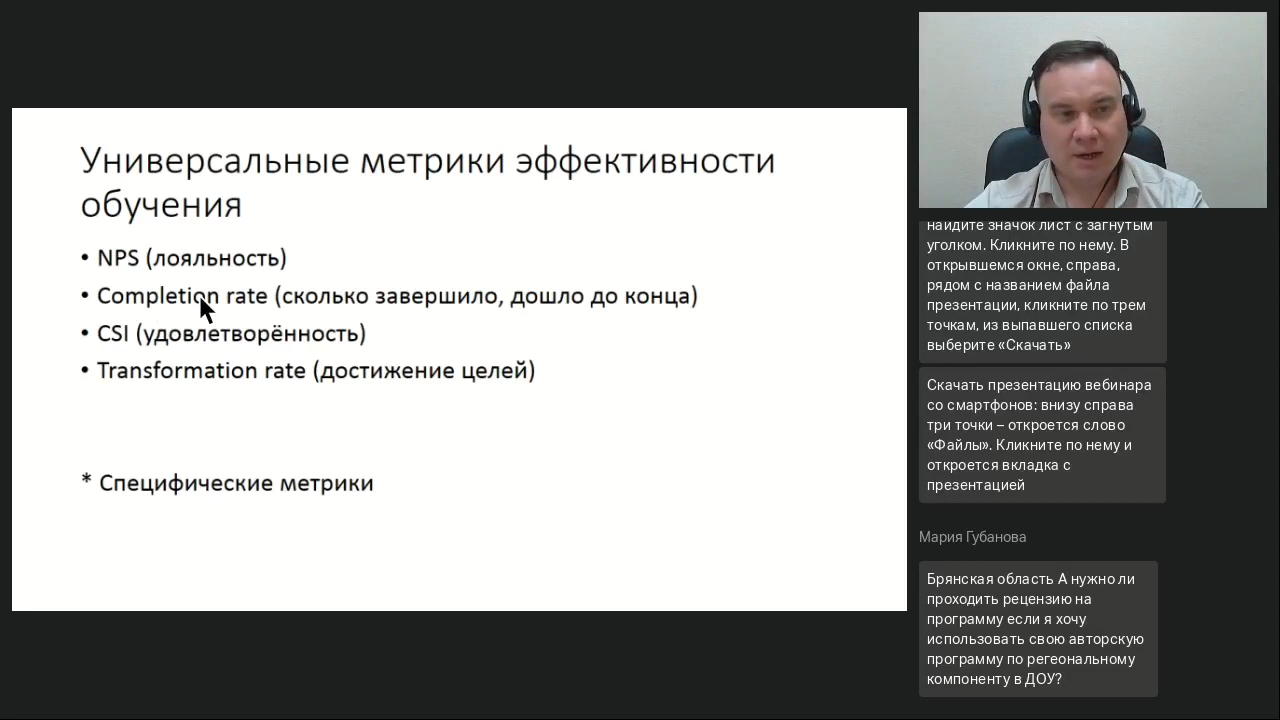 Универсальные метрики эффективности
обучения
• NPS (лояльность)
• Completion rate (сколько завершило, дошло до конца)
• CSI (удовлетворённость)
• Transformation rate (достижение целей)
* Специфические метрики
найдите значок лист с загнутым
уголком. Кликните по нему. В
открывшемся окне, справа,
рядом с названием файла
презентации, кликните по трем
точкам, из выпавшего списка
выберите «Скачать»
Скачать презентацию вебинара
со смартфонов: внизу справа
три точки – откроется слово
«Файлы». Кликните по нему и
откроется вкладка с
презентацией
Мария Губанова
Брянская область А нужно ли
проходить рецензию на
программу если я хочу
использовать свою авторскую
программу по регеональному
компоненту в ДОУ?